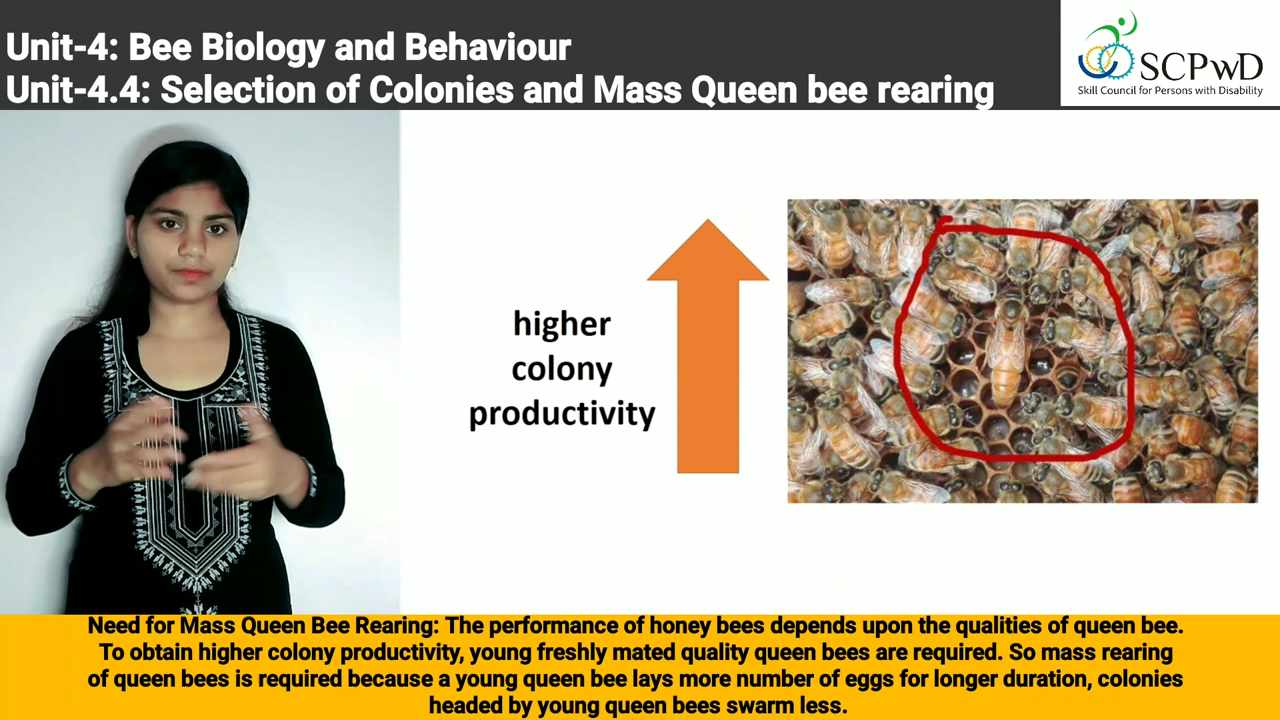 Unit-4: Bee Biology and Behaviour
Unit-4.4: Selection of Colonies and Mass Queen bee rearing
SCPwD
Skill Council for Persons with Disability
higher
colony
productivity
Need for Mass Queen Bee Rearing: The performance of honey bees depends upon the qualities of queen bee.
To obtain higher colony productivity, young freshly mated quality queen bees are required. So mass rearing
of queen bees is required because a young queen bee lays more number of eggs for longer duration, colonies
headed by young queen bees swarm less.